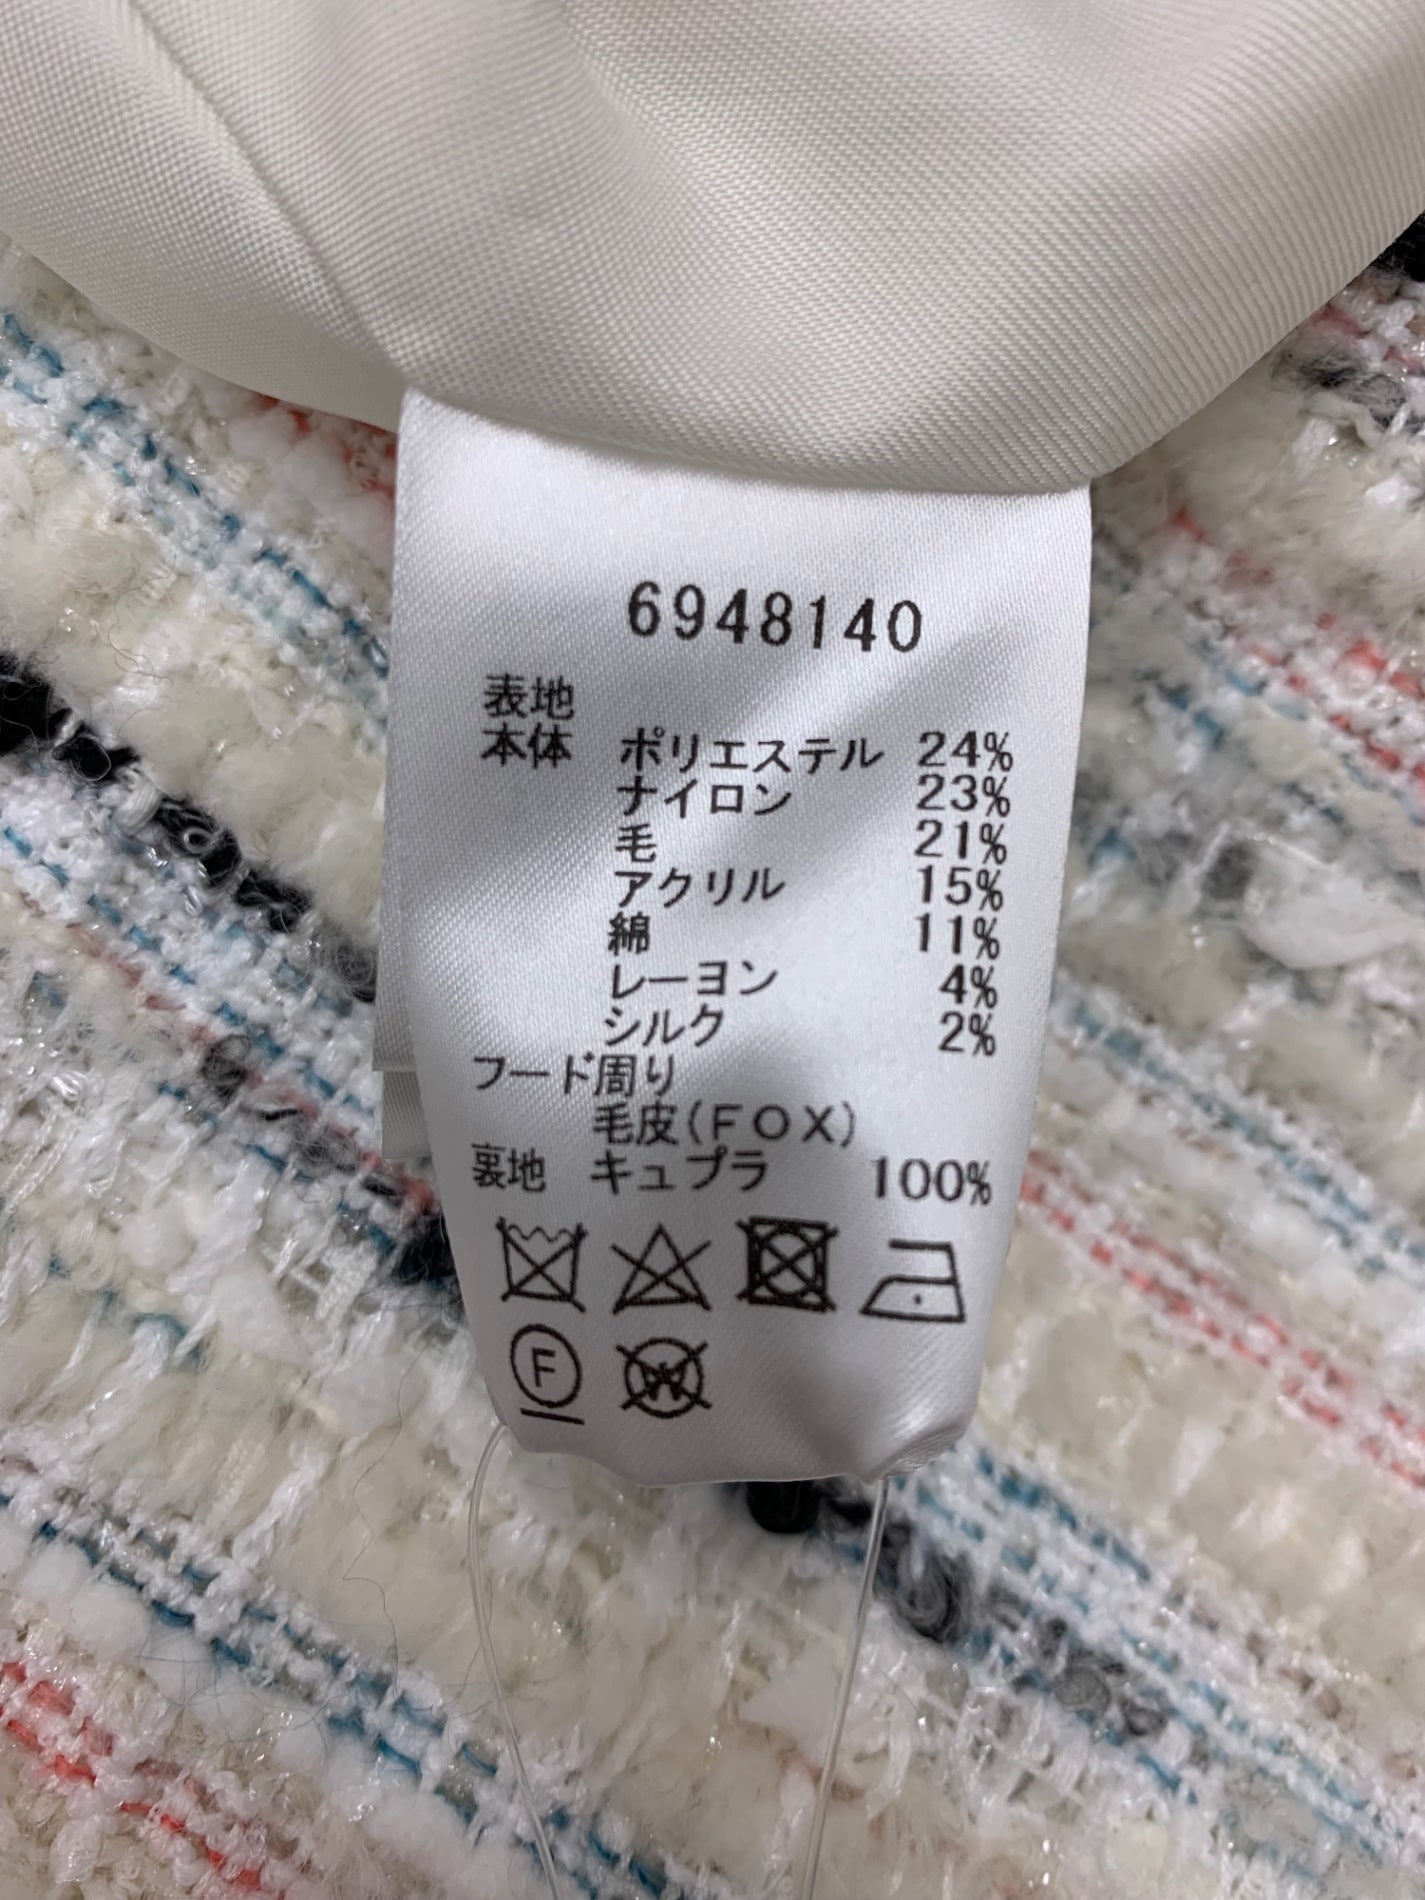 6948140
表地
本体 ポリエステル 24%
ナイロン 23%
毛 21%
アクリル 15%
綿 11%
レーヨン 4%
シルク 2%
フード周り
毛皮(FOX)
裏地 キュプラ 100%
F
W